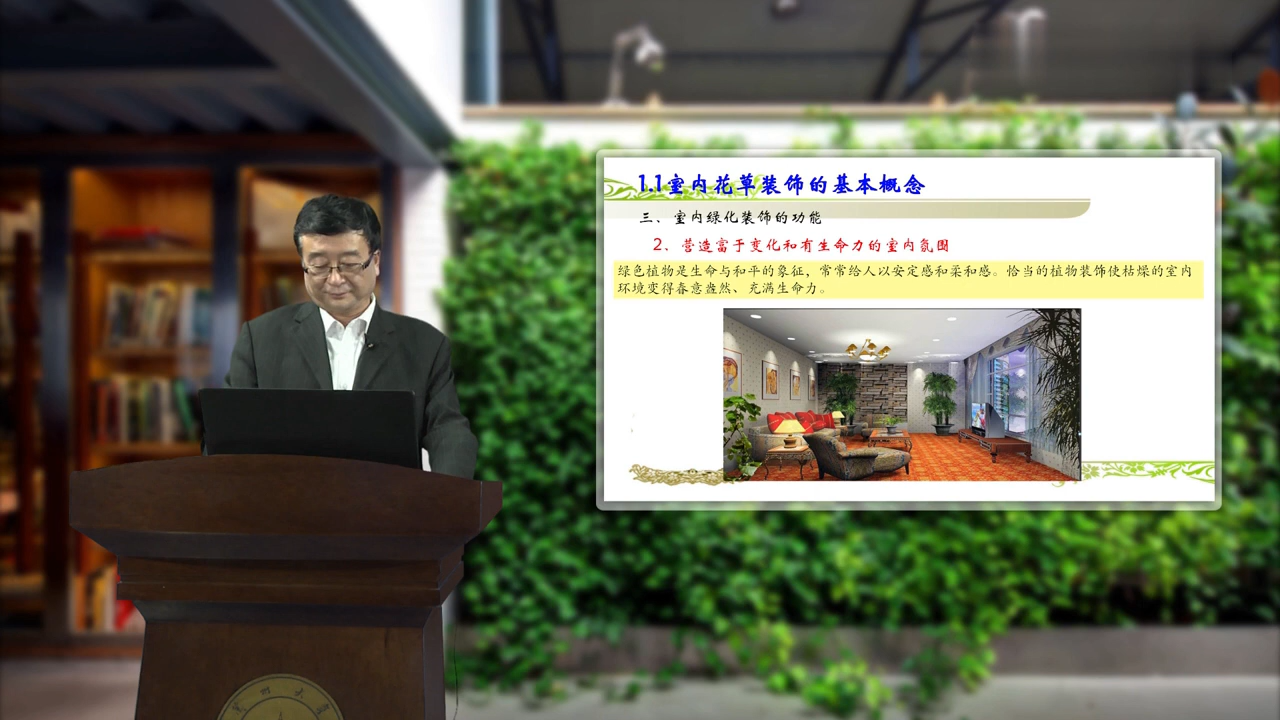 1.1室内花草装饰的基本概念
三、室内绿化装饰的功能
2、营造富于变化和有生命力的室内氛围
绿色植物是生命与和平的象征，常常给人以安定感和柔和感。恰当的植物装饰使枯燥的室内
环境变得春意盎然、充满生命力。